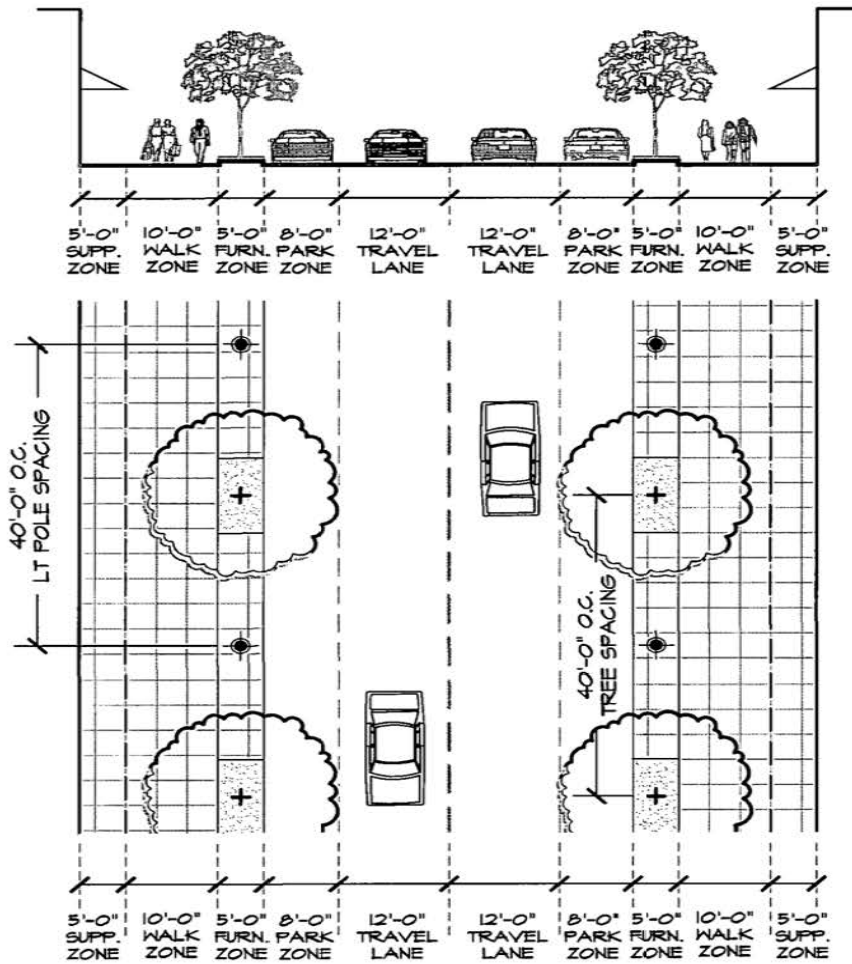 5'-0"
SUPP.
ZONE
10'-0"
WALK
ZONE
5'-0"
FURN.
ZONE
8'-0"
PARK
ZONE
12'-0"
TRAVEL
LANE
12'-0"
TRAVEL
LANE
8'-0"
PARK
ZONE
5'-0"
FURN.
ZONE
10'-0"
WALK
ZONE
5'-0"
SUPP.
ZONE
40'-0" O.C.
LT POLE SPACING
40'-0" O.C.
TREE SPACING
5'-0"
SUPP.
ZONE
10'-0"
WALK
ZONE
5'-0"
FURN.
ZONE
8'-0"
PARK
ZONE
12'-0"
TRAVEL
LANE
12'-0"
TRAVEL
LANE
8'-0"
PARK
ZONE
5'-0"
FURN.
ZONE
10'-0"
WALK
ZONE
5'-0"
SUPP.
ZONE